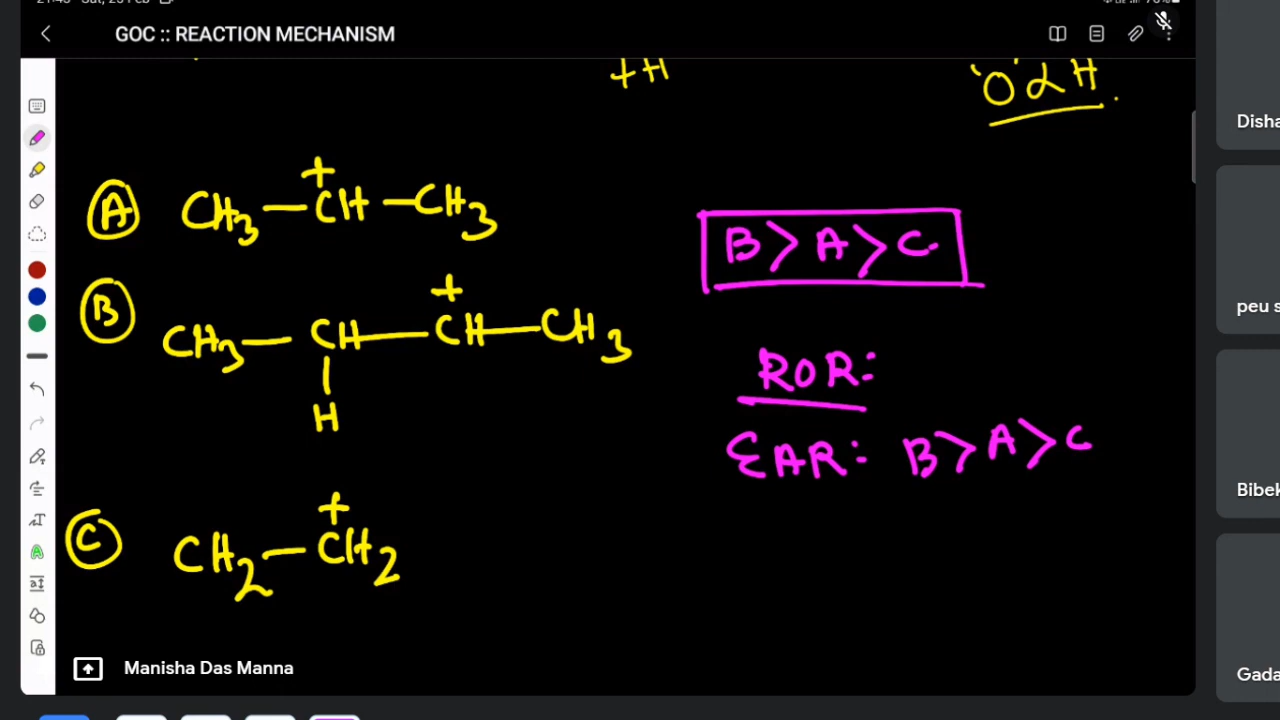 GOC :: REACTION MECHANISM
+H
'O' αH
A CH3 — CH+ — CH3
B > A > C
B CH3 — CH — CH+ — CH3
H
ROR:
EAR: B > A > C
C CH2 — CH2+
Manisha Das Manna
Disha
peu s
Bibek
Gada